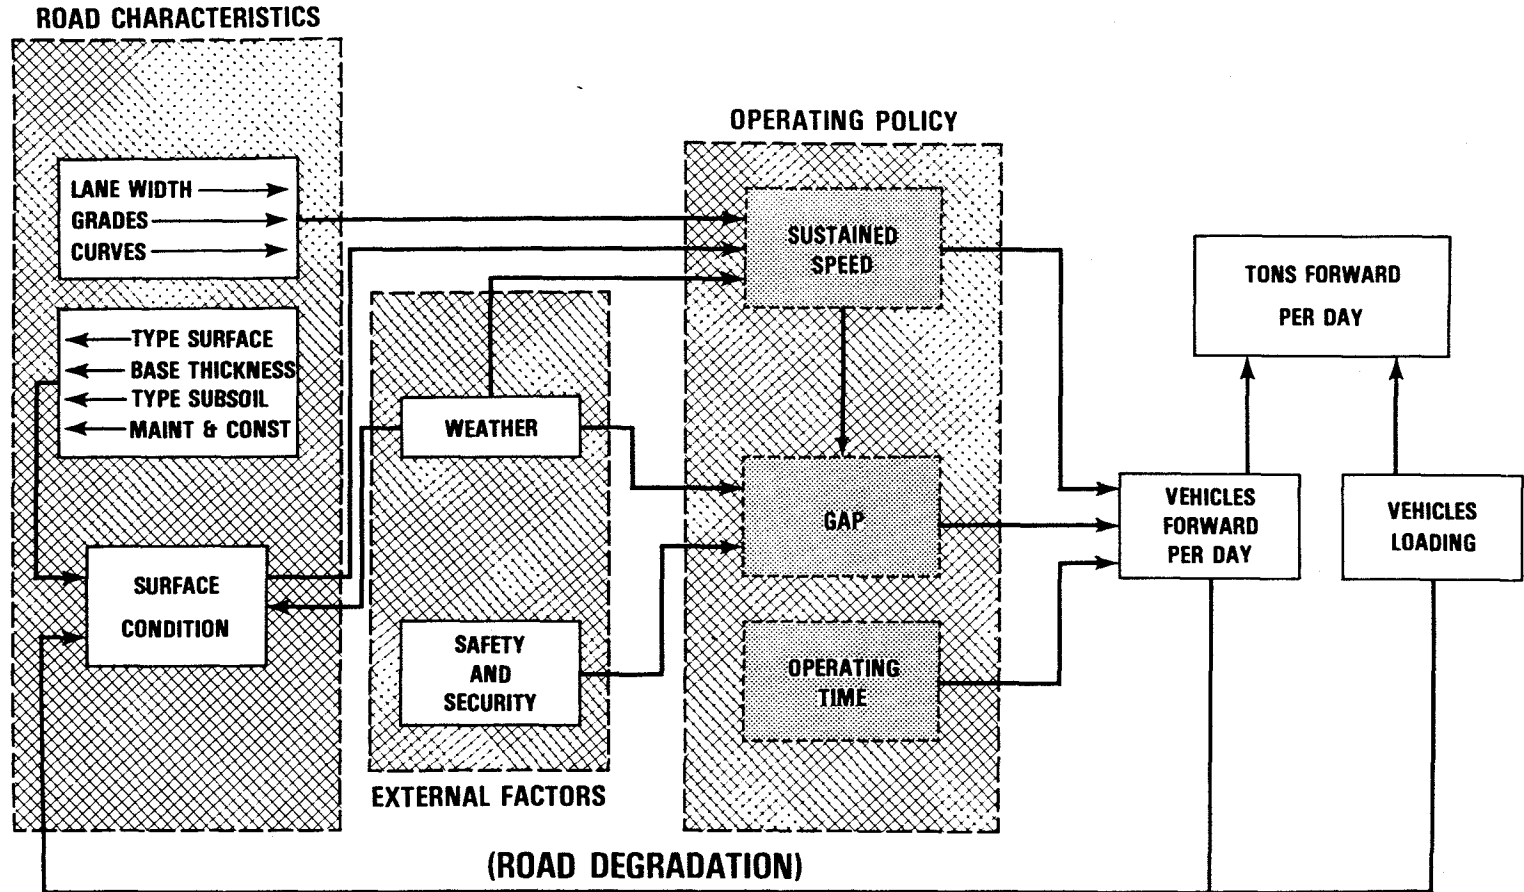 ROAD CHARACTERISTICS
LANE WIDTH
GRADES
CURVES
TYPE SURFACE
BASE THICKNESS
TYPE SUBSOIL
MAINT & CONST
SURFACE
CONDITION
WEATHER
SAFETY
AND
SECURITY
EXTERNAL FACTORS
OPERATING POLICY
SUSTAINED
SPEED
GAP
OPERATING
TIME
TONS FORWARD
PER DAY
VEHICLES
FORWARD
PER DAY
VEHICLES
LOADING
(ROAD DEGRADATION)